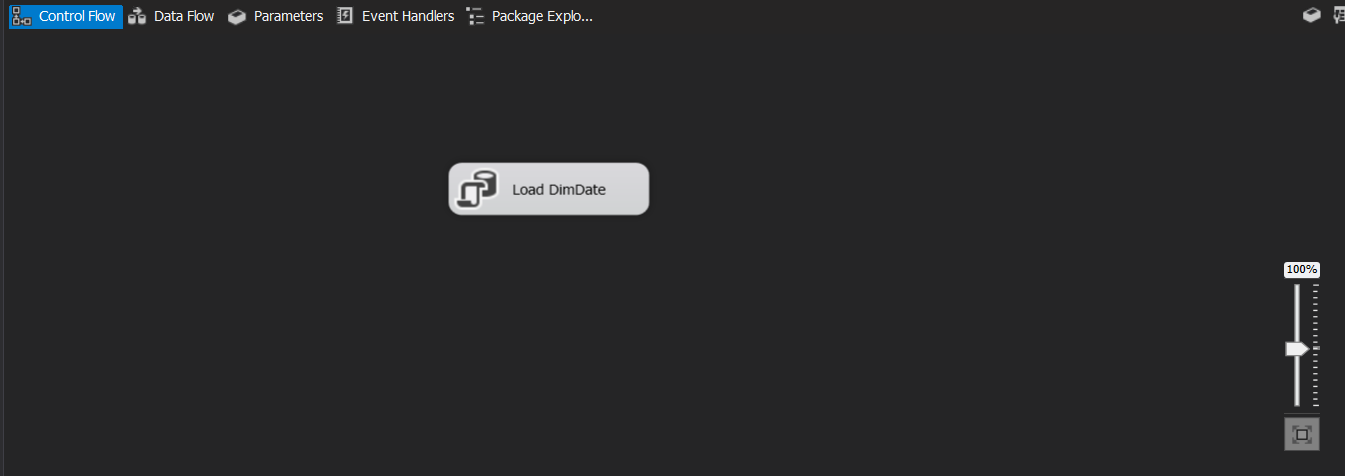 Control Flow Data Flow Parameters Event Handlers Package Explo...
Load DimDate
100%